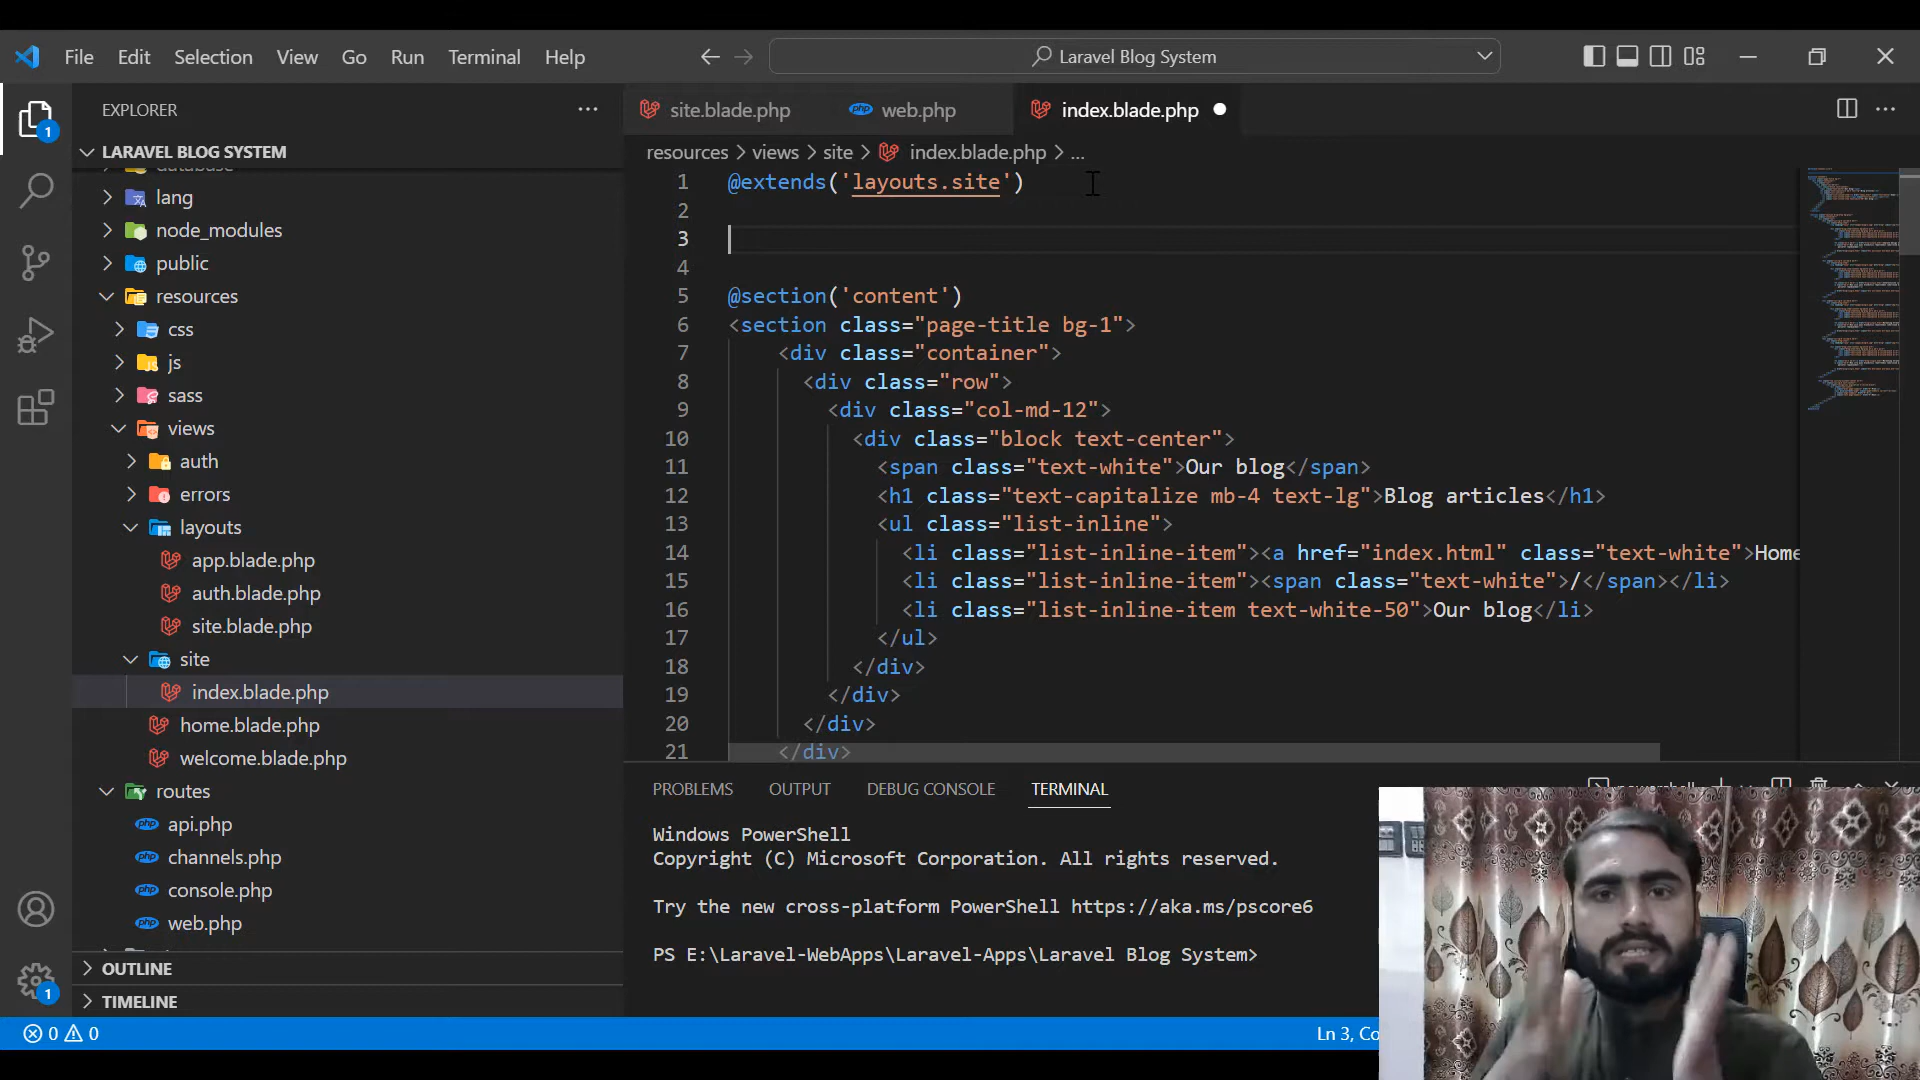 File Edit Selection View Go Run Terminal Help
Laravel Blog System
EXPLORER
LARAVEL BLOG SYSTEM
database
lang
node_modules
public
resources
css
js
sass
views
auth
errors
layouts
app.blade.php
auth.blade.php
site.blade.php
site
index.blade.php
home.blade.php
welcome.blade.php
routes
api.php
channels.php
console.php
web.php
OUTLINE
TIMELINE
1
1
site.blade.php
php web.php
index.blade.php
resources > views > site > index.blade.php > ...
1 @extends('layouts.site')
2
3
4
5 @section('content')
6 <section class="page-title bg-1">
7 <div class="container">
8 <div class="row">
9 <div class="col-md-12">
10 <div class="block text-center">
11 <span class="text-white">Our blog</span>
12 <h1 class="text-capitalize mb-4 text-lg">Blog articles</h1>
13 <ul class="list-inline">
14 <li class="list-inline-item"><a href="index.html" class="text-white">Home
15 <li class="list-inline-item"><span class="text-white">/</span></li>
16 <li class="list-inline-item text-white-50">Our blog</li>
17 </ul>
18 </div>
19 </div>
20 </div>
21 </div>
PROBLEMS OUTPUT DEBUG CONSOLE TERMINAL
Windows PowerShell
Copyright (C) Microsoft Corporation. All rights reserved.
Try the new cross-platform PowerShell https://aka.ms/pscore6
PS E:\Laravel-WebApps\Laravel-Apps\Laravel Blog System>
0 0
Ln 3, Co